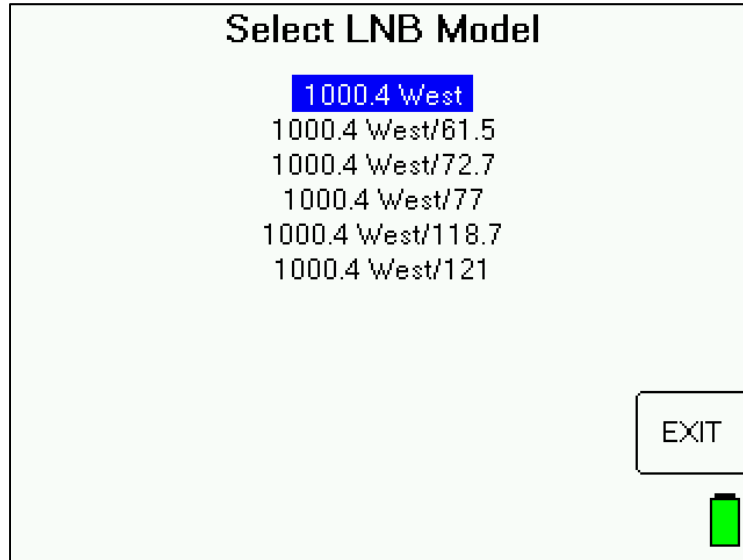 Select LNB Model
1000.4 West
1000.4 West/61.5
1000.4 West/72.7
1000.4 West/77
1000.4 West/118.7
1000.4 West/121
EXIT